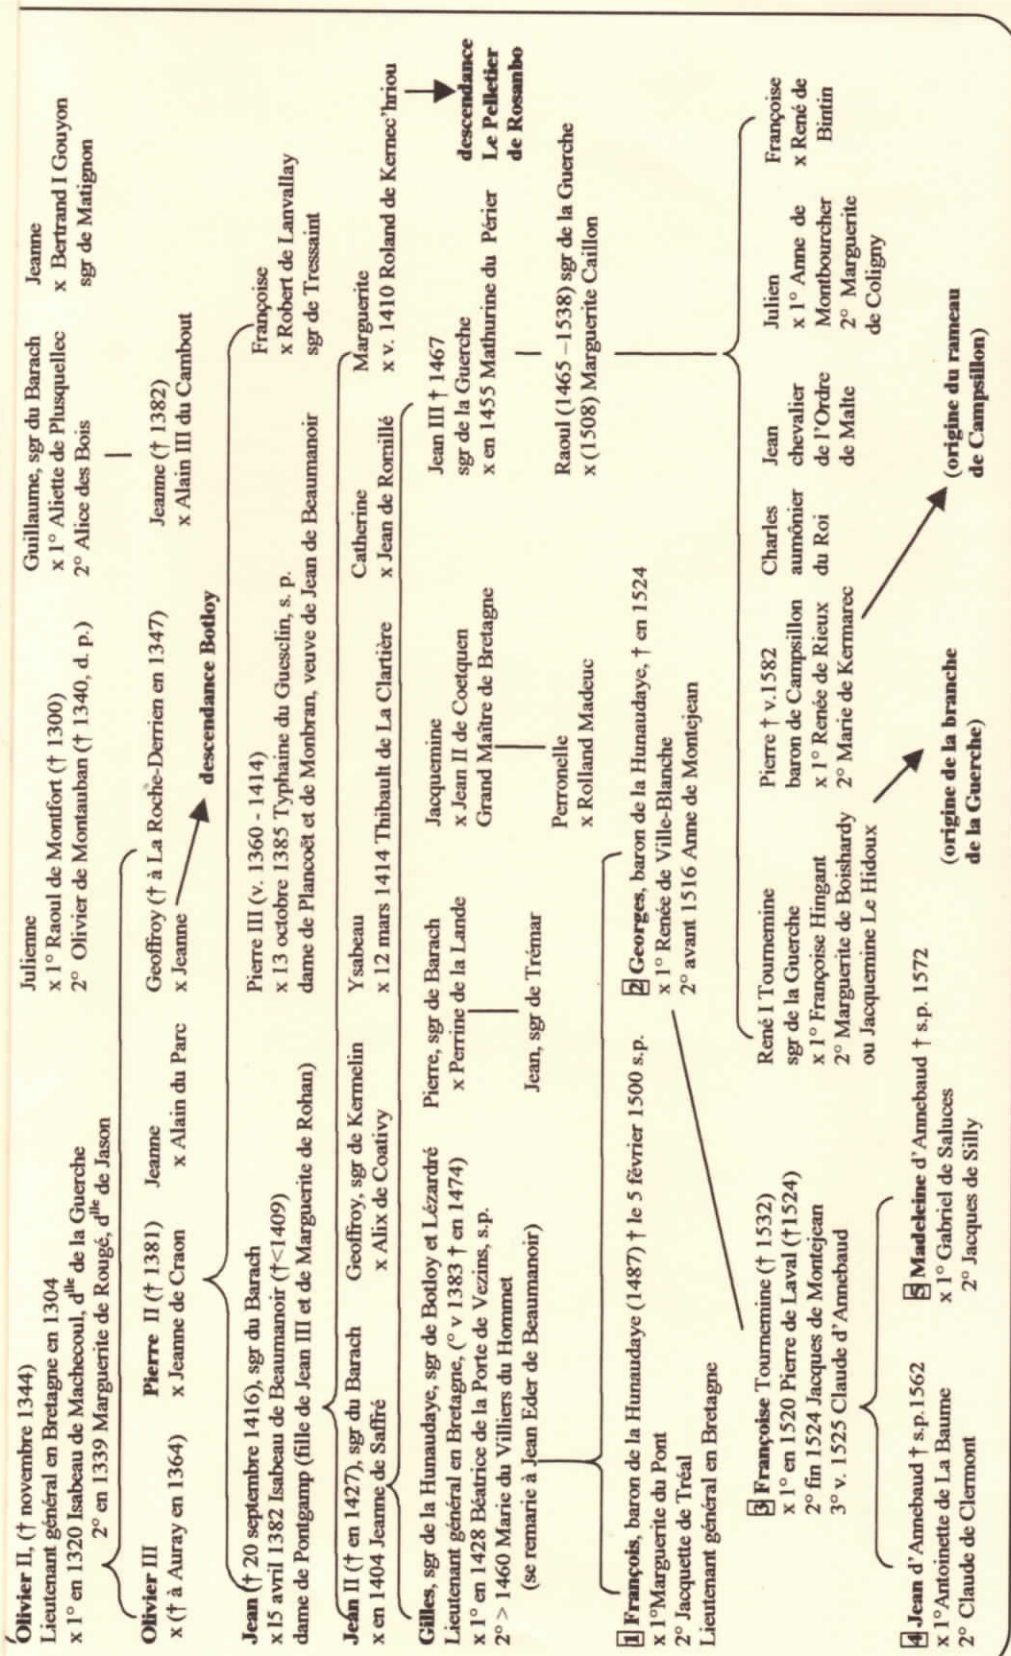 Olivier II, († novembre 1344)
Lieutenant général en Bretagne en 1304
x 1° en 1320 Isabeau de Machecoul, dlle de la Guerche
2° en 1339 Marguerite de Rougé, dlle de Jason
Julienne
x 1° Raoul de Montfort († 1300)
2° Olivier de Montauban († 1340, d. p.)
Guillaume, sgr du Barach
x 1° Aliette de Plusquellec
2° Alice des Bois
Jeanne
x Bertrand I Gouyon
sgr de Matignon
Olivier III
x († à Auray en 1364)
Pierre II († 1381)
x Jeanne de Craon
Jeanne
x Alain du Parc
Geoffroy († à La Roche-Derrien en 1347)
x Jeanne
descendance Botloy
Jeanne († 1382)
x Alain III du Cambout
Jean († 20 septembre 1416), sgr du Barach
x 15 avril 1382 Isabeau de Beaumanoir (†<1409)
dame de Pontgamp (fille de Jean III et de Marguerite de Rohan)
Pierre III (v. 1360 - 1414)
x 13 octobre 1385 Typhaine du Guesclin, s. p.
dame de Plancoët et de Monbran, veuve de Jean de Beaumanoir
Françoise
x Robert de Lanvallay
sgr de Tressaint
Jean II († en 1427), sgr du Barach
x en 1404 Jeanne de Saffré
Geoffroy, sgr de Kermelin
x Alix de Coativy
Ysabeau
x 12 mars 1414 Thibault de La Clartière
Catherine
x Jean de Romillé
Marguerite
x v. 1410 Roland de Kernec'hriou
descendance
Le Pelletier
de Rosanbo
Gilles, sgr de la Hunaudaye, sgr de Botloy et Lézardré
Lieutenant général en Bretagne, (° v 1383 † en 1474)
x 1° en 1428 Béatrice de la Porte de Vezins, s.p.
2° > 1460 Marie du Villiers du Hommet
(se remarie à Jean Eder de Beaumanoir)
Pierre, sgr de Barach
x Perrine de la Lande
Jean, sgr de Trémar
Jacquemine
x Jean II de Coetquen
Grand Maître de Bretagne
Perronelle
x Rolland Madeuc
Jean III † 1467
sgr de la Guerche
x en 1455 Mathurine du Périer
Raoul (1465 –1538) sgr de la Guerche
x (1508) Marguerite Caillon
1 François, baron de la Hunaudaye (1487) † le 5 février 1500 s.p.
x 1°Marguerite du Pont
2° Jacquette de Tréal
Lieutenant général en Bretagne
2 Georges, baron de la Hunaudaye, † en 1524
x 1° Renée de Ville-Blanche
2° avant 1516 Anne de Montejean
3 Françoise Tournemine († 1532)
x 1° en 1520 Pierre de Laval (†1524)
2° fin 1524 Jacques de Montejean
3° v. 1525 Claude d'Annebaud
René I Tournemine
sgr de la Guerche
x 1° Françoise Hingant
2° Marguerite de Boishardy
ou Jacquemine Le Hidoux
Pierre † v.1582
baron de Campsillon
x 1° Renée de Rieux
2° Marie de Kermarec
Charles
aumônier
du Roi
Jean
chevalier
de l'Ordre
de Malte
Julien
x 1° Anne de
Montbourcher
2° Marguerite
de Coligny
Françoise
x René de
Bintin
(origine de la branche
de la Guerche)
(origine du rameau
de Campsillon)
4 Jean d'Annebaud † s.p.1562
x 1°Antoinette de La Baume
2° Claude de Clermont
5 Madeleine d'Annebaud † s.p. 1572
x 1° Gabriel de Saluces
2° Jacques de Silly